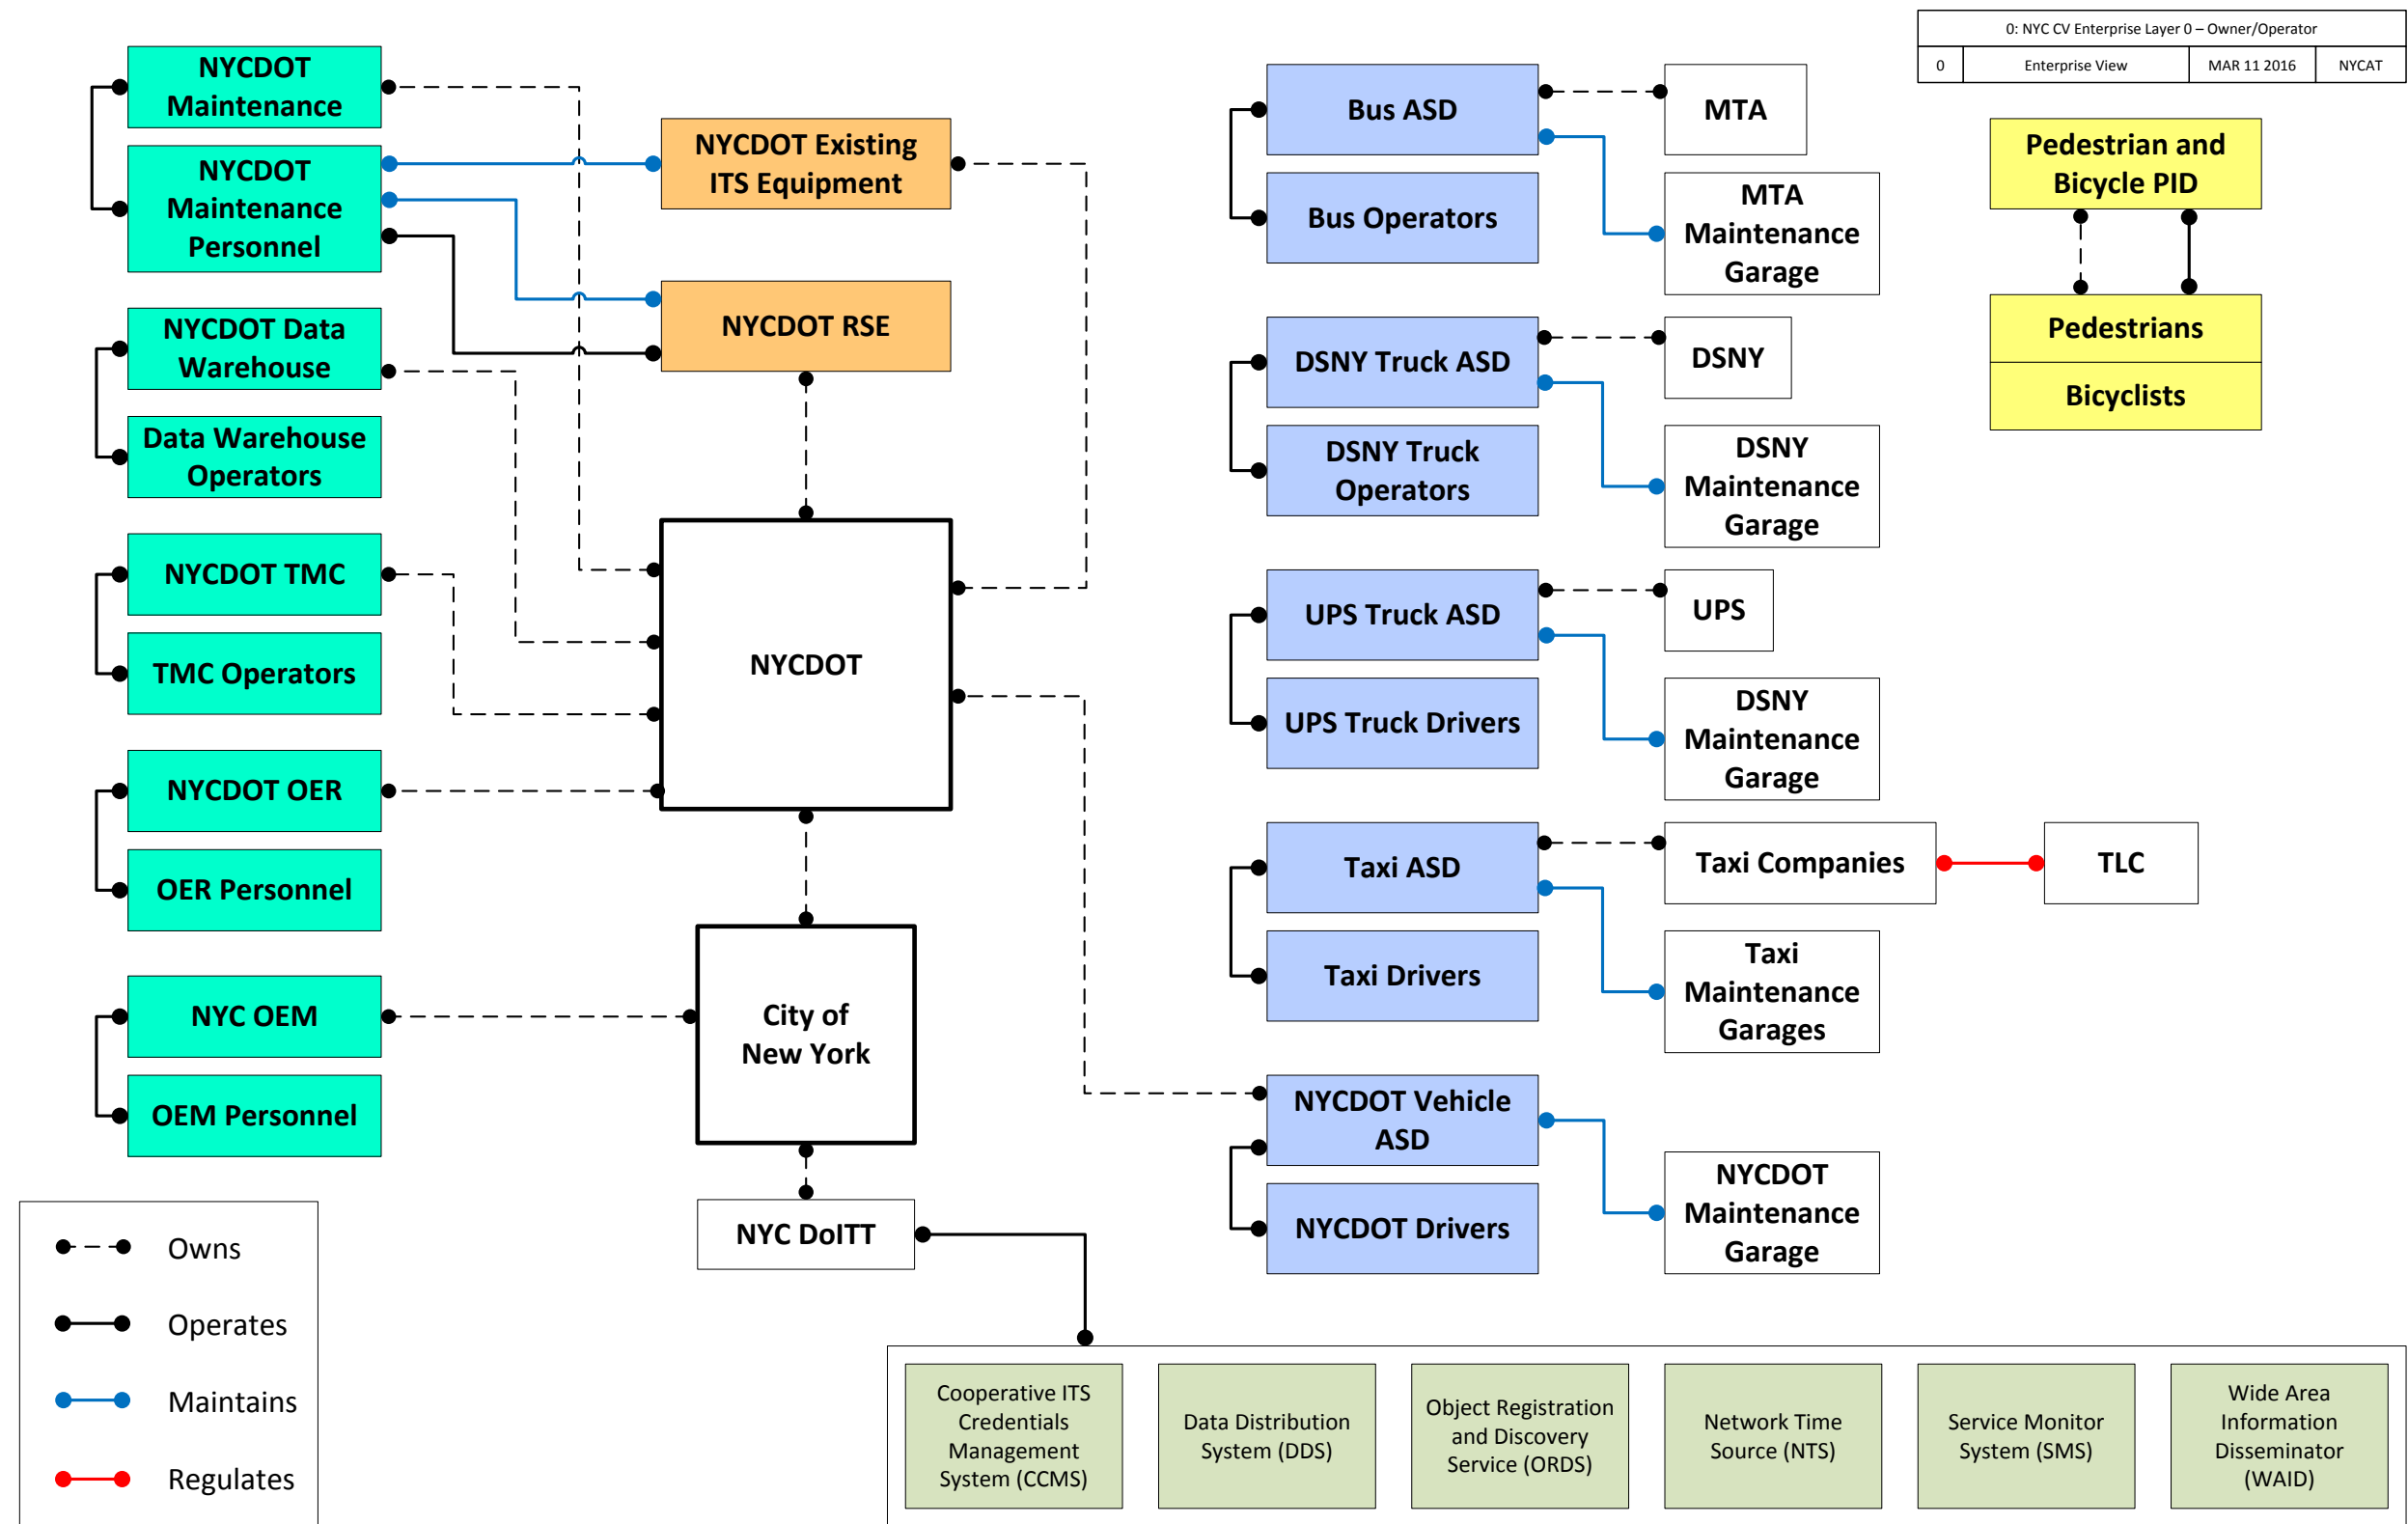 0: NYC CV Enterprise Layer 0 – Owner/Operator
0
Enterprise View
MAR 11 2016
NYCAT
NYCDOT
Maintenance
NYCDOT
Maintenance
Personnel
NYCDOT Data
Warehouse
Data Warehouse
Operators
NYCDOT TMC
TMC Operators
NYCDOT OER
OER Personnel
NYC OEM
OEM Personnel
NYCDOT Existing
ITS Equipment
NYCDOT RSE
NYCDOT
City of
New York
NYC DoITT
Bus ASD
Bus Operators
MTA
MTA
Maintenance
Garage
DSNY Truck ASD
DSNY Truck
Operators
DSNY
DSNY
Maintenance
Garage
UPS Truck ASD
UPS Truck Drivers
UPS
DSNY
Maintenance
Garage
Taxi ASD
Taxi Drivers
Taxi Companies
TLC
Taxi
Maintenance
Garages
NYCDOT Vehicle
ASD
NYCDOT Drivers
NYCDOT
Maintenance
Garage
Pedestrian and
Bicycle PID
Pedestrians
Bicyclists
Owns
Operates
Maintains
Regulates
Cooperative ITS
Credentials
Management
System (CCMS)
Data Distribution
System (DDS)
Object Registration
and Discovery
Service (ORDS)
Network Time
Source (NTS)
Service Monitor
System (SMS)
Wide Area
Information
Disseminator
(WAID)